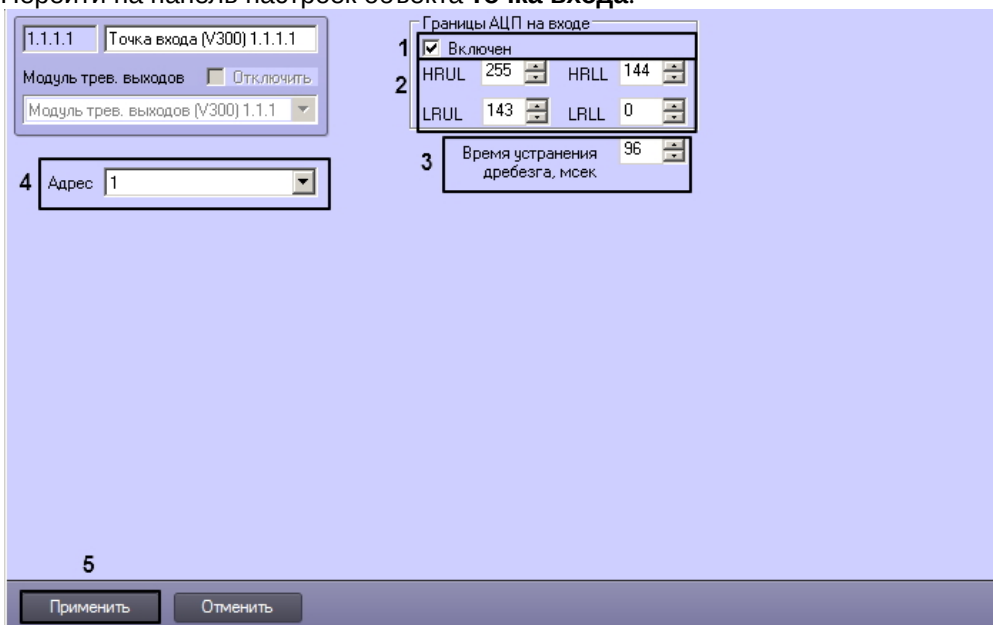 Перейти на панель настроек объекта Точка входа.
1.1.1.1 Точка входа (V300) 1.1.1.1
Модуль трев. выходов Отключить
Модуль трев. выходов (V300) 1.1.1
Границы АЦП на входе
1 Включен
2 HRUL 255 HRLL 144
LRUL 143 LRLL 0
3 Время устранения дребезга, мсек 96
4 Адрес 1
5
Применить Отменить